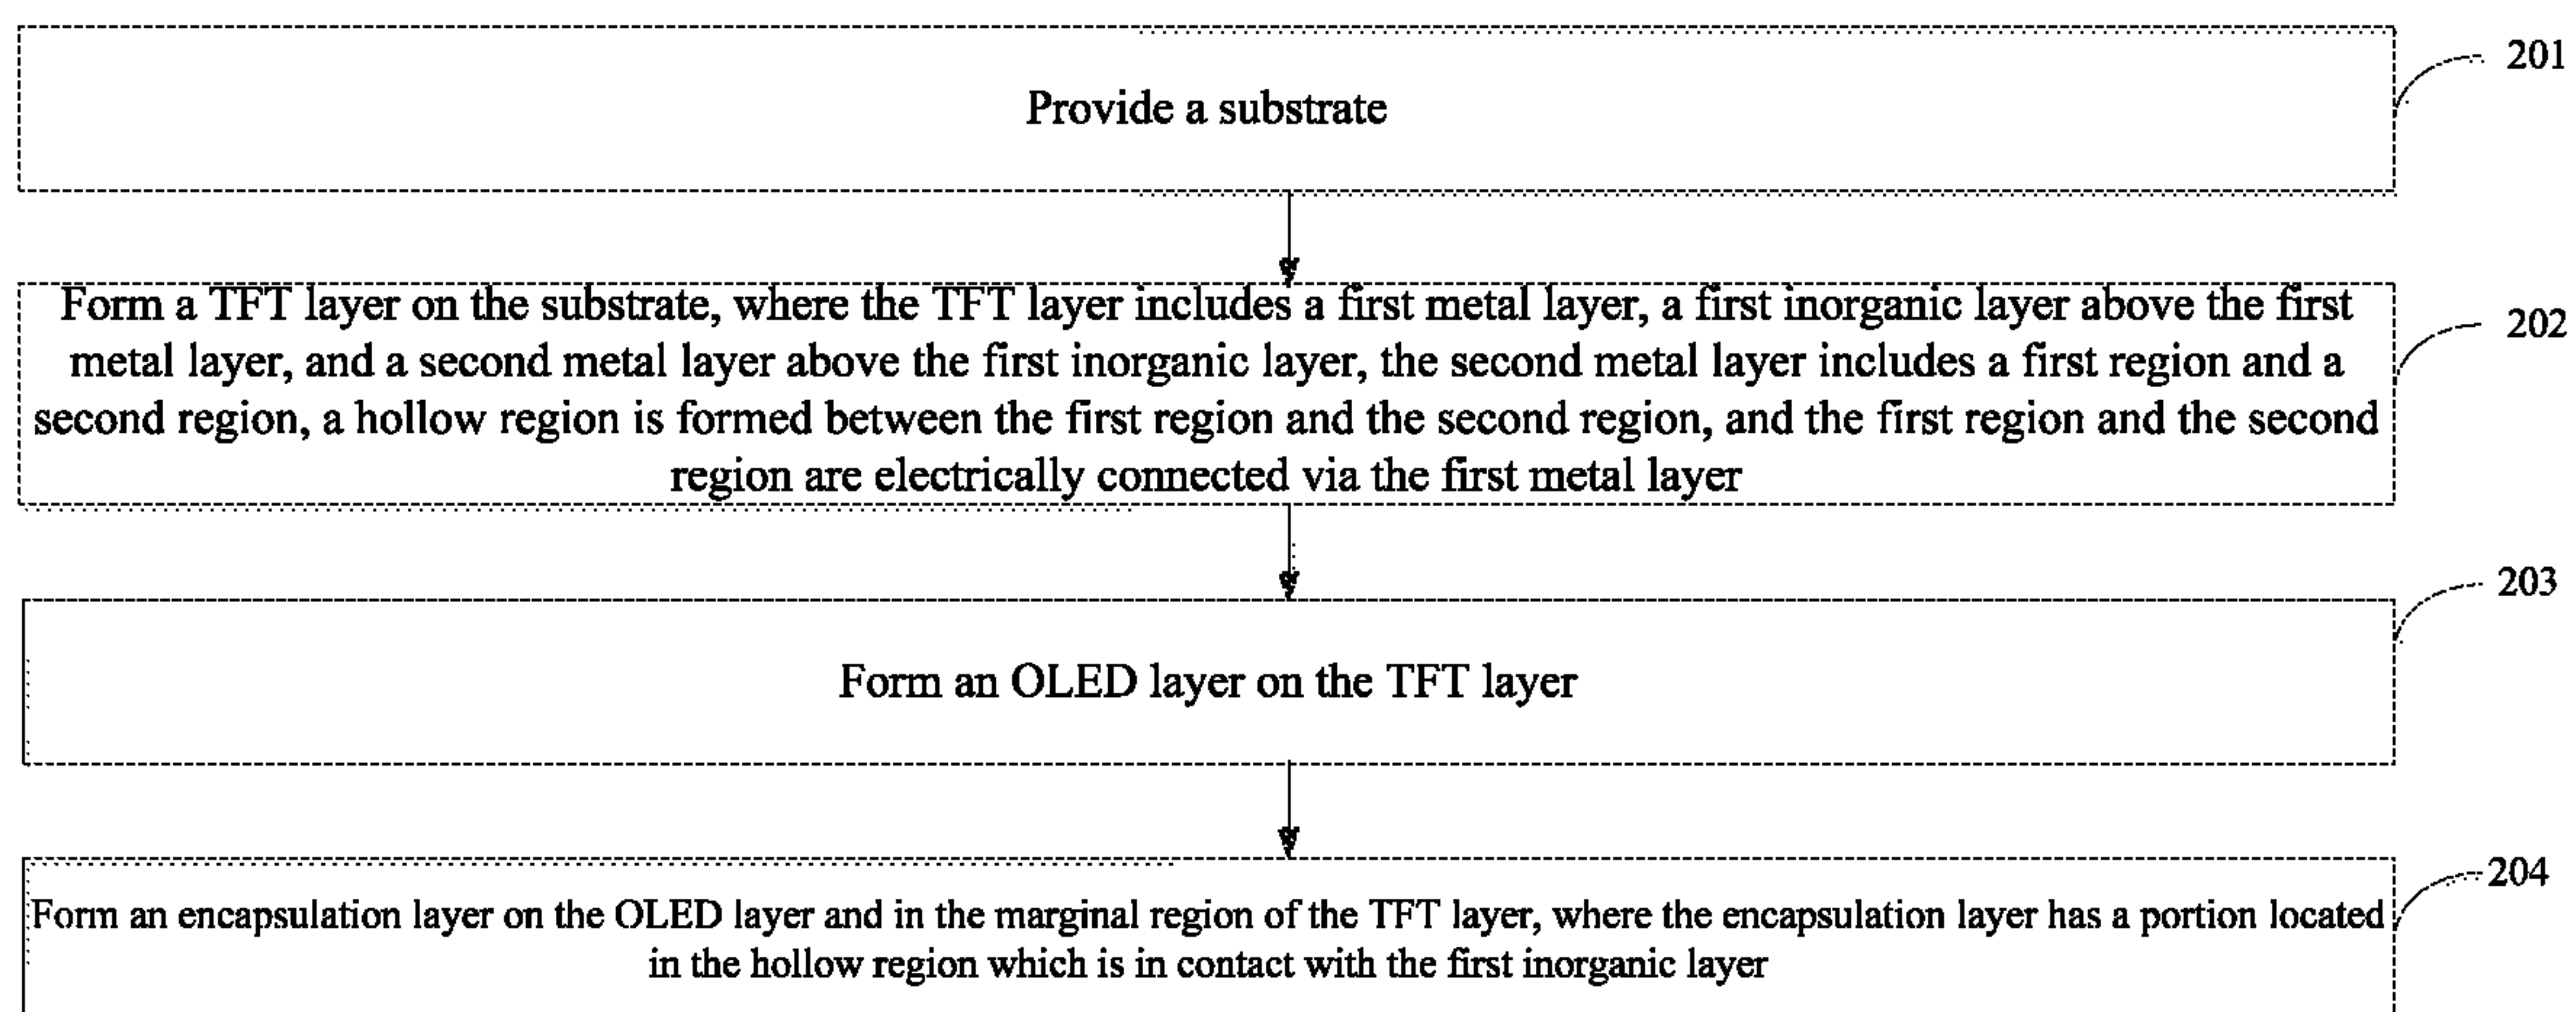 Provide a substrate
201
Form a TFT layer on the substrate, where the TFT layer includes a first metal layer, a first inorganic layer above the first
metal layer, and a second metal layer above the first inorganic layer, the second metal layer includes a first region and a
second region, a hollow region is formed between the first region and the second region, and the first region and the second
region are electrically connected via the first metal layer
202
Form an OLED layer on the TFT layer
203
Form an encapsulation layer on the OLED layer and in the marginal region of the TFT layer, where the encapsulation layer has a portion located
in the hollow region which is in contact with the first inorganic layer
204